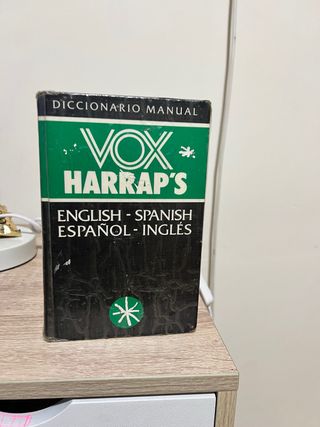 DICCIONARIO MANUAL
VOX
HARRAP'S
ENGLISH - SPANISH
ESPAÑOL - INGLÉS